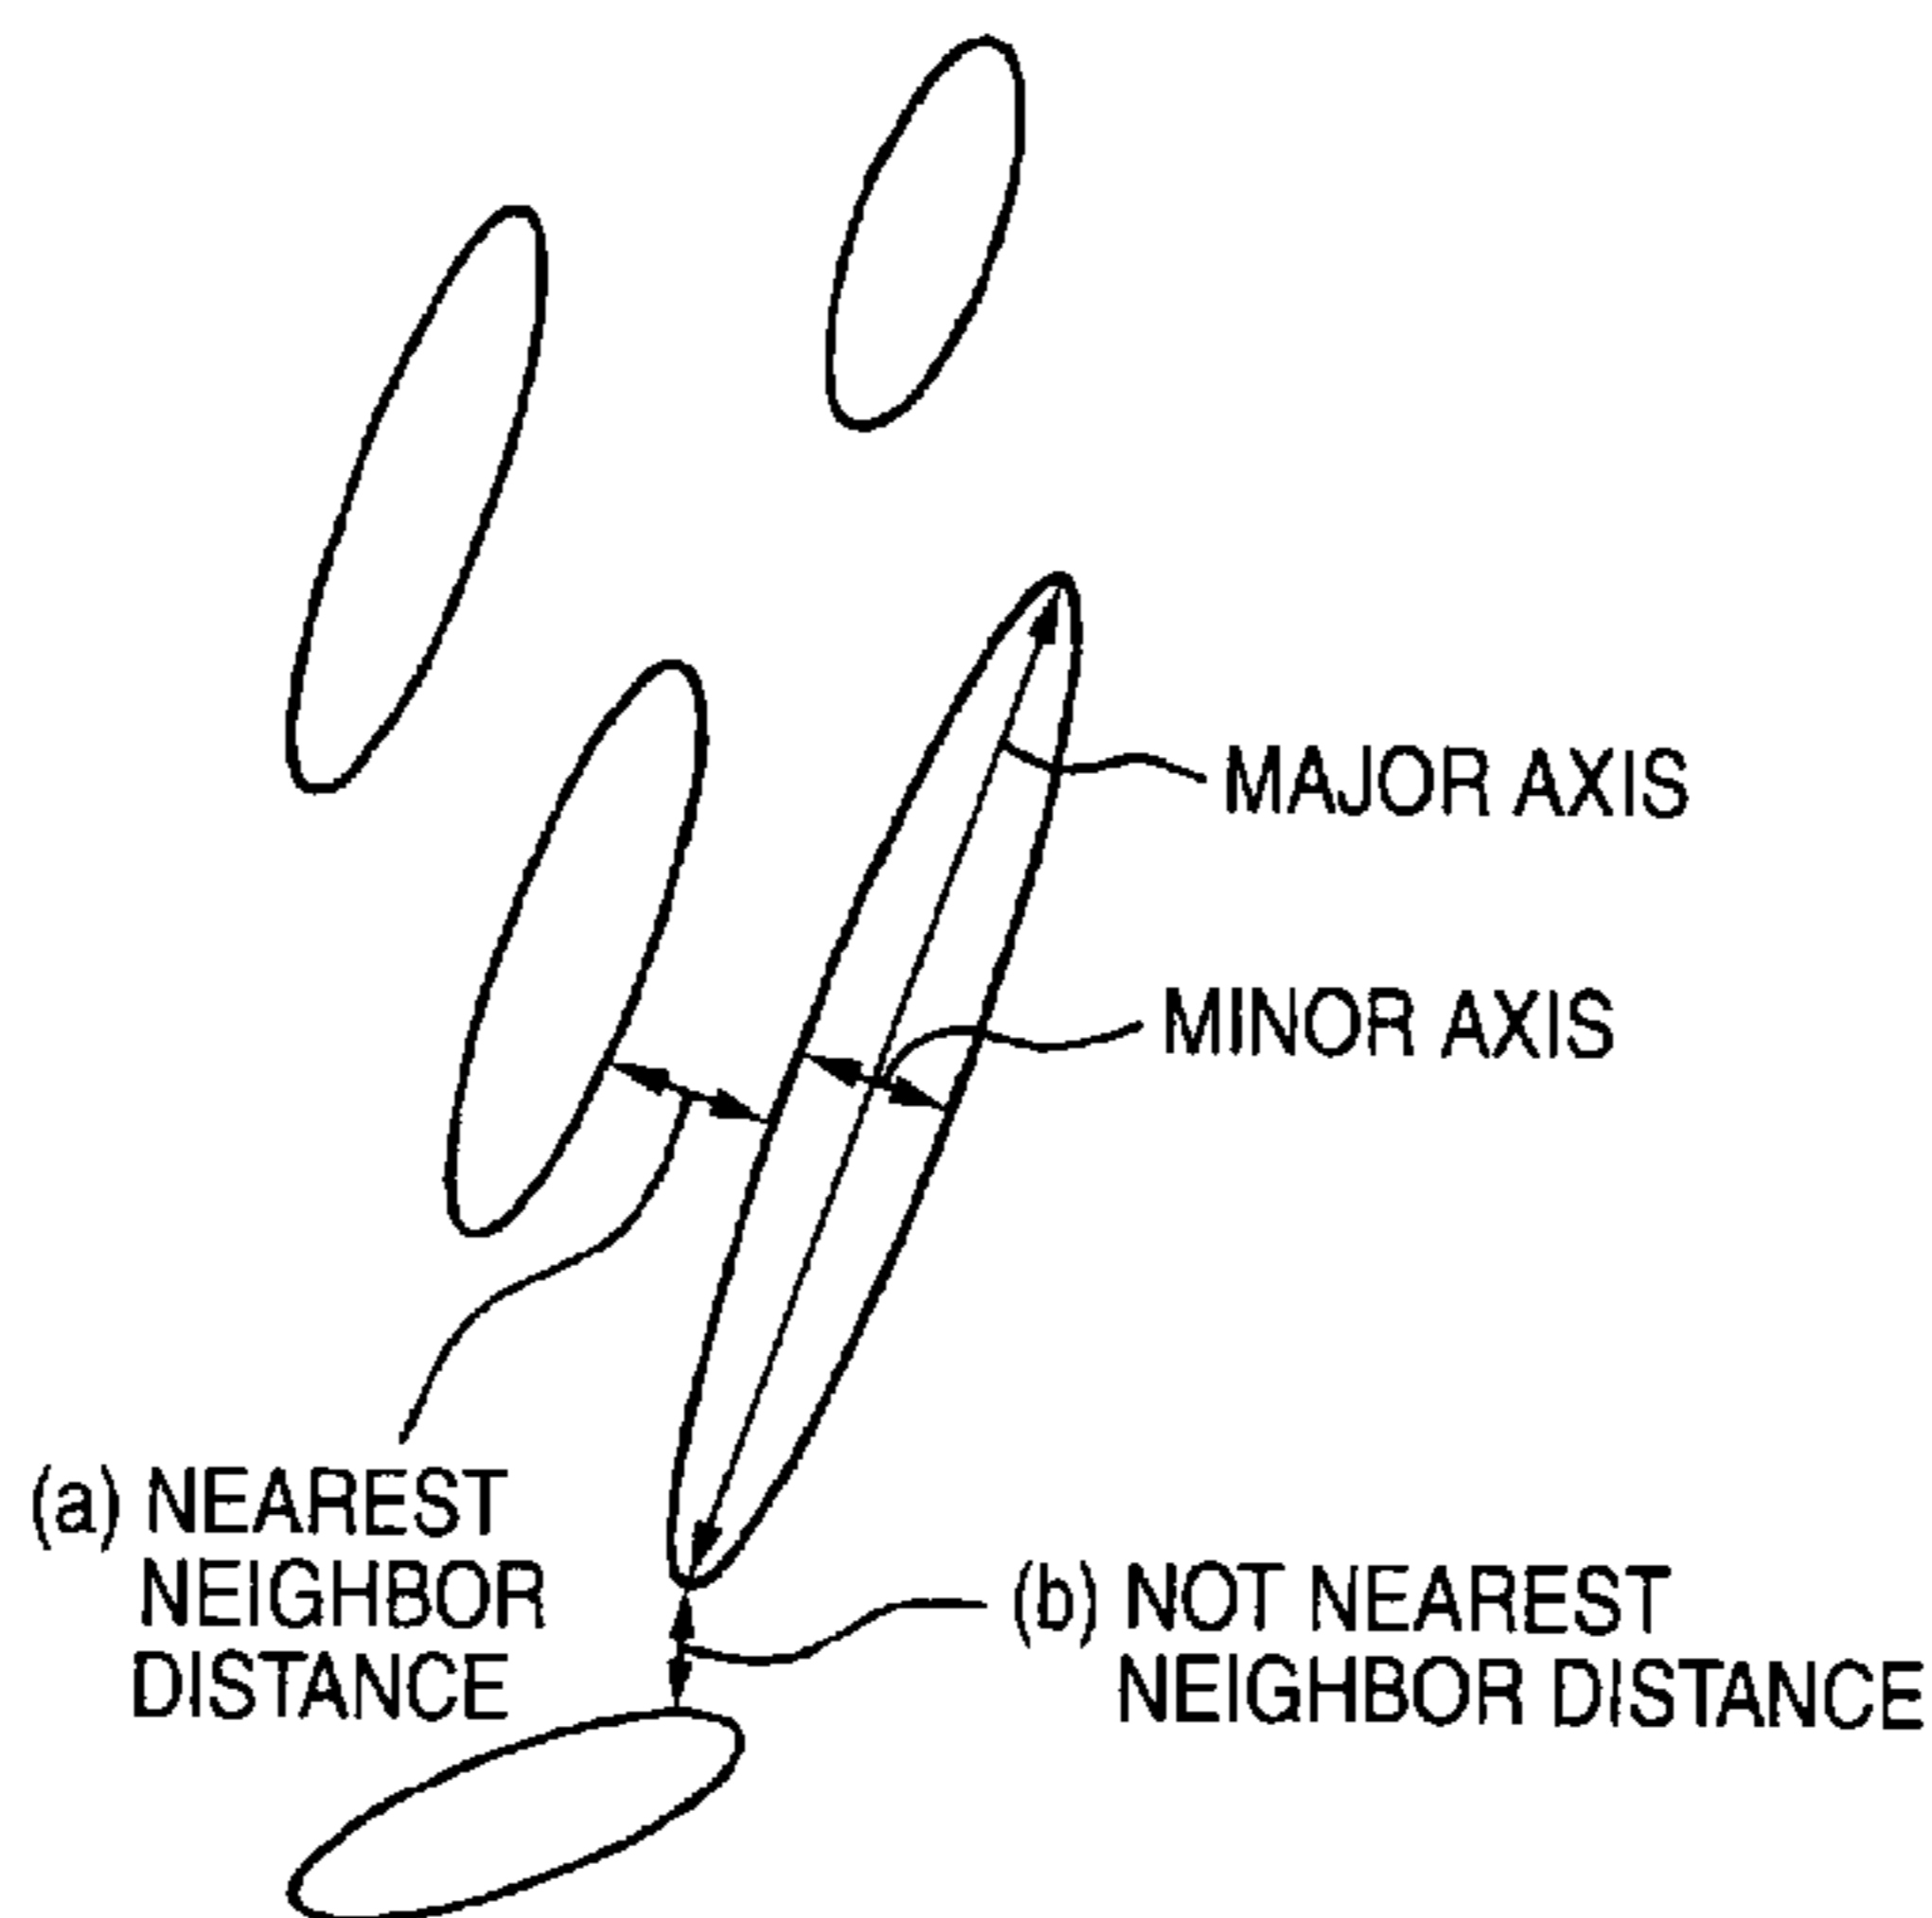 MAJOR AXIS
MINOR AXIS
(a) NEAREST
NEIGHBOR
DISTANCE
(b) NOT NEAREST
NEIGHBOR DISTANCE